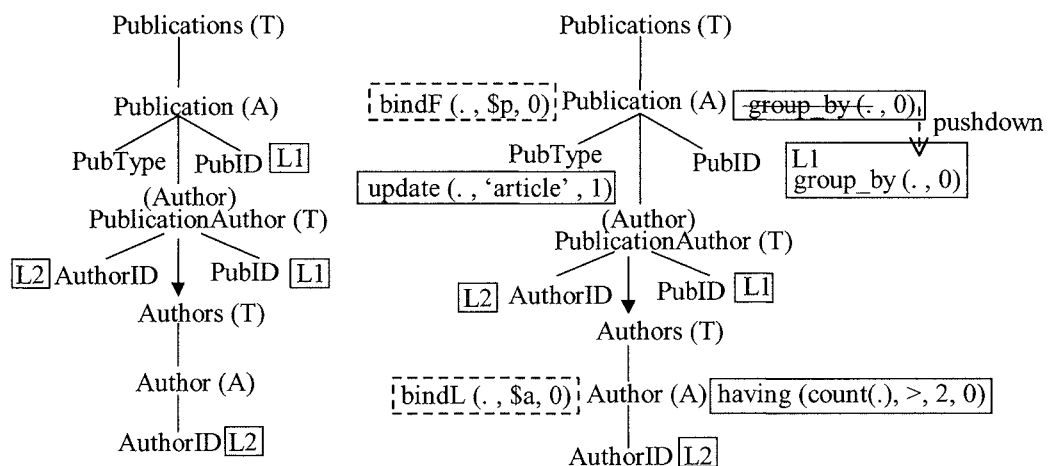 Publications (T)
Publication (A)
PubType
PubID L1
(Author)
PublicationAuthor (T)
L2 AuthorID
PubID L1
Authors (T)
Author (A)
AuthorID L2
Publications (T)
bindF (. , $p, 0) Publication (A) group_by (. , 0)
pushdown
PubType
PubID
L1
group_by (. , 0)
update (. , ‘article’ , 1)
(Author)
PublicationAuthor (T)
L2 AuthorID
PubID L1
Authors (T)
bindL (. , $a, 0) Author (A) having (count(.), >, 2, 0)
AuthorID L2